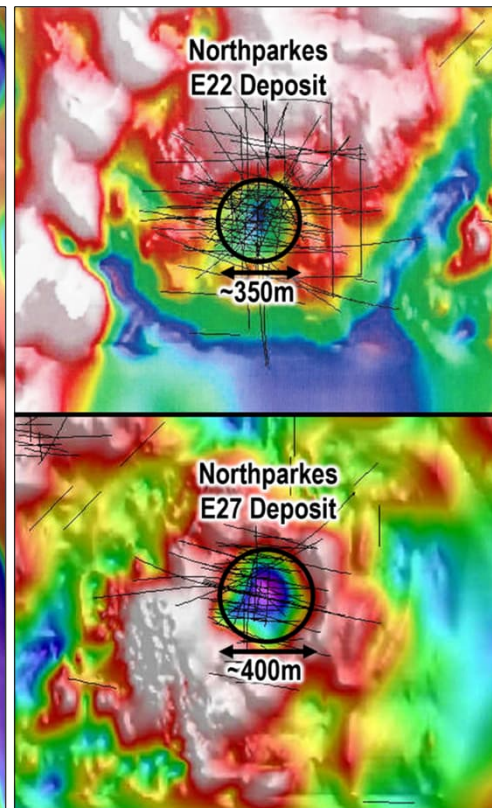 Northparkes
E22 Deposit
~350m
Northparkes
E27 Deposit
~400m